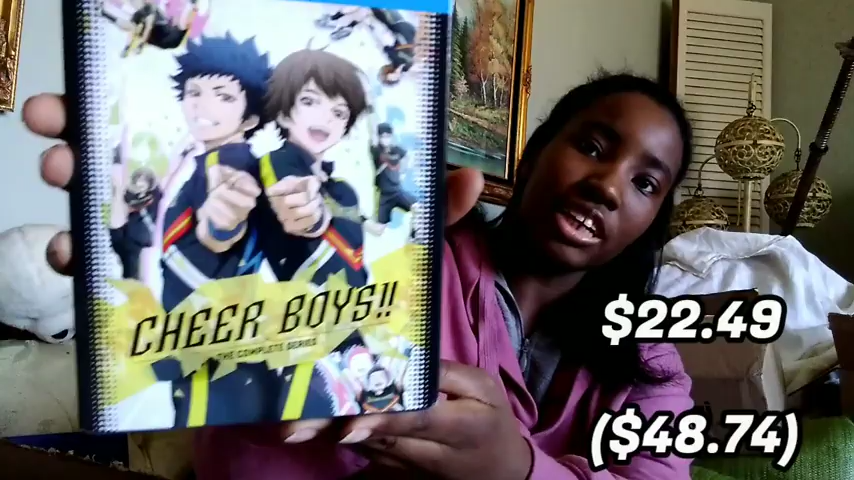 CHEER BOYS!!
THE COMPLETE SERIES
$22.49
($48.74)